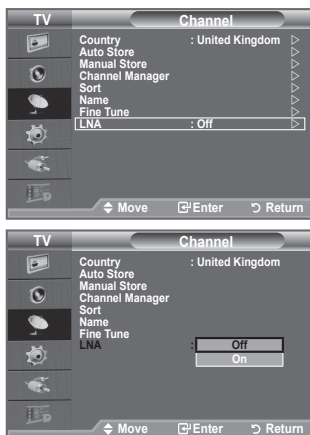 TV Channel
Country : United Kingdom
Auto Store
Manual Store
Channel Manager
Sort
Name
Fine Tune
LNA : Off
Move Enter Return
TV Channel
Country : United Kingdom
Auto Store
Manual Store
Channel Manager
Sort
Name
Fine Tune
LNA : Off
On
Move Enter Return